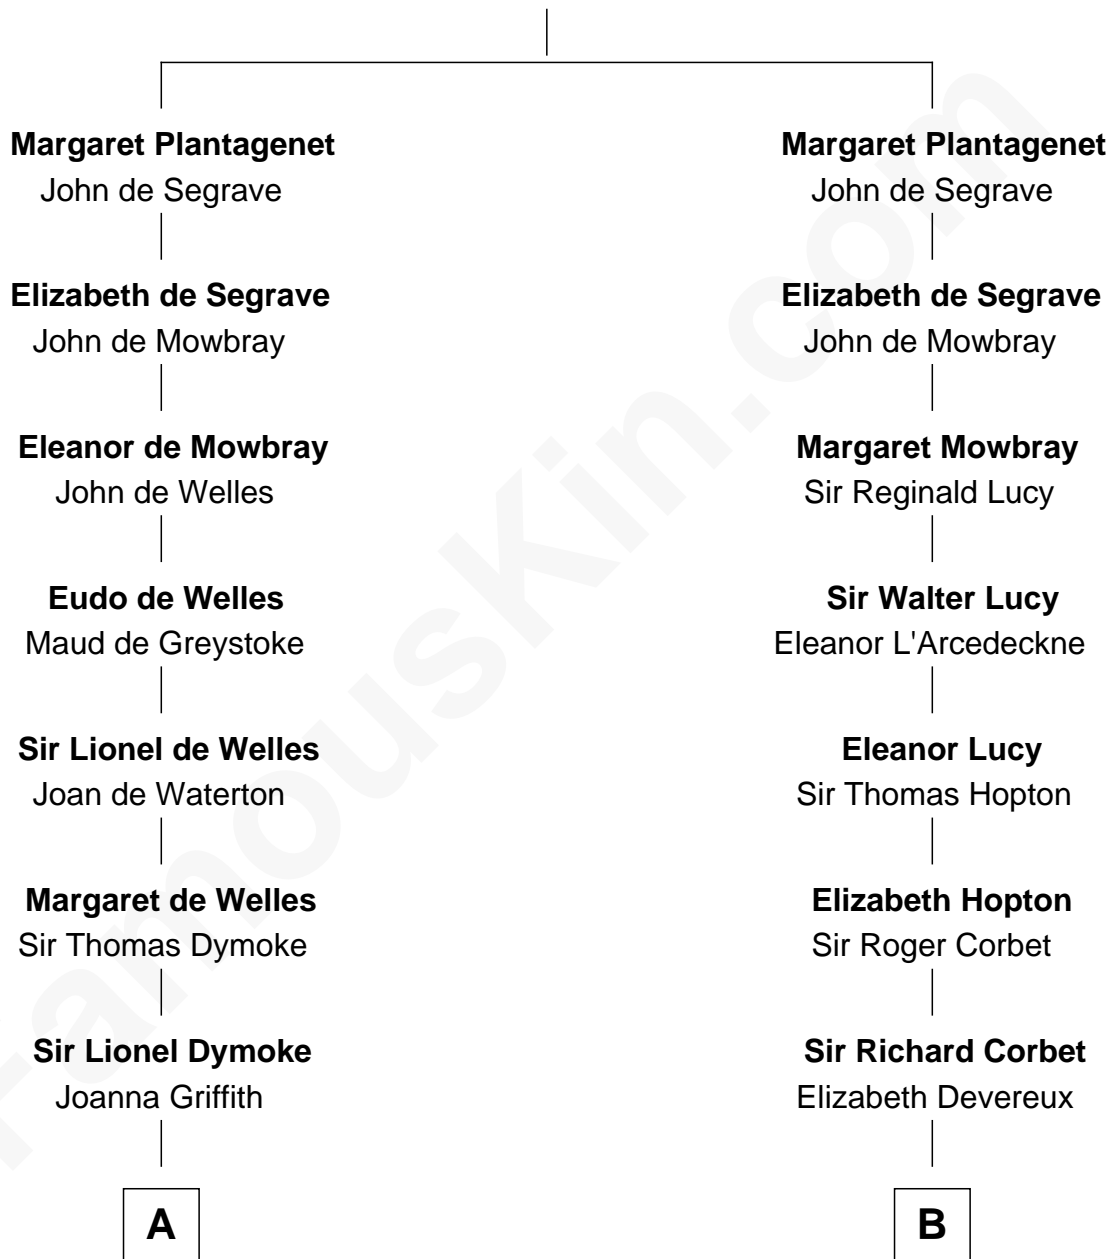 Margaret Plantagenet
John de Segrave
Elizabeth de Segrave
John de Mowbray
Eleanor de Mowbray
John de Welles
Eudo de Welles
Maud de Greystoke
Sir Lionel de Welles
Joan de Waterton
Margaret de Welles
Sir Thomas Dymoke
Sir Lionel Dymoke
Joanna Griffith
A
Margaret Plantagenet
John de Segrave
Elizabeth de Segrave
John de Mowbray
Margaret Mowbray
Sir Reginald Lucy
Sir Walter Lucy
Eleanor L'Arcedeckne
Eleanor Lucy
Sir Thomas Hopton
Elizabeth Hopton
Sir Roger Corbet
Sir Richard Corbet
Elizabeth Devereux
B
FamousKin.com